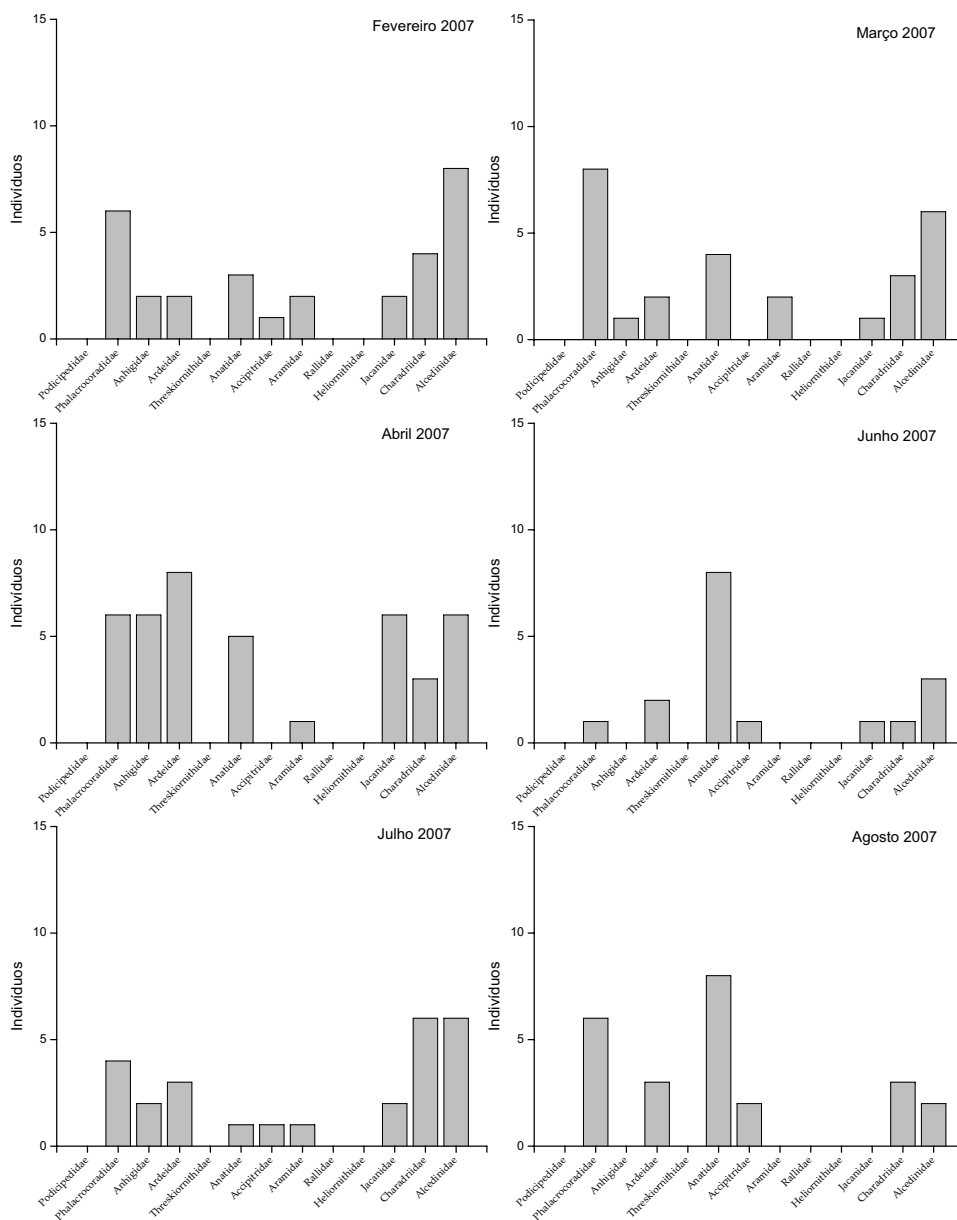 Fevereiro 2007
Indivíduos
15
10
5
0
Podicipedidae
Phalacrocoradidae
Anhigidae
Ardeidae
Threskiornithidae
Anatidae
Accipitridae
Aramidae
Rallidae
Heliornithidae
Jacanidae
Charadriidae
Alcedinidae
Março 2007
Indivíduos
15
10
5
0
Podicipedidae
Phalacrocoradidae
Anhigidae
Ardeidae
Threskiornithidae
Anatidae
Accipitridae
Aramidae
Rallidae
Heliornithidae
Jacanidae
Charadriidae
Alcedinidae
Abril 2007
Indivíduos
15
10
5
0
Podicipedidae
Phalacrocoradidae
Anhigidae
Ardeidae
Threskiornithidae
Anatidae
Accipitridae
Aramidae
Rallidae
Heliornithidae
Jacanidae
Charadriidae
Alcedinidae
Junho 2007
Indivíduos
15
10
5
0
Podicipedidae
Phalacrocoradidae
Anhigidae
Ardeidae
Threskiornithidae
Anatidae
Accipitridae
Aramidae
Rallidae
Heliornithidae
Jacanidae
Charadriidae
Alcedinidae
Julho 2007
Indivíduos
15
10
5
0
Podicipedidae
Phalacrocoradidae
Anhigidae
Ardeidae
Threskiornithidae
Anatidae
Accipitridae
Aramidae
Rallidae
Heliornithidae
Jacanidae
Charadriidae
Alcedinidae
Agosto 2007
Indivíduos
15
10
5
0
Podicipedidae
Phalacrocoradidae
Anhigidae
Ardeidae
Threskiornithidae
Anatidae
Accipitridae
Aramidae
Rallidae
Heliornithidae
Jacanidae
Charadriidae
Alcedinidae